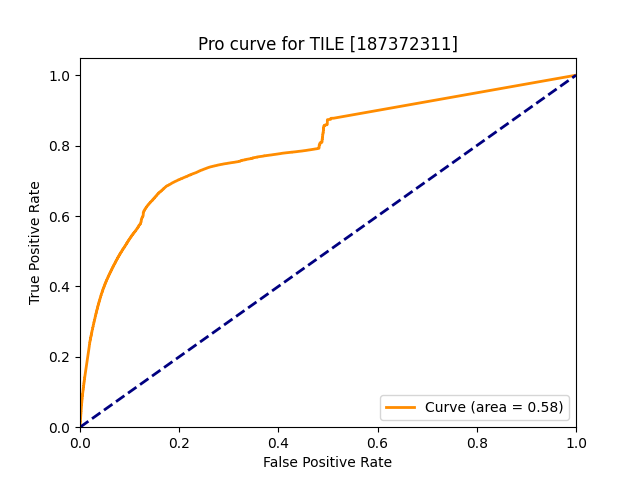 Pro curve for TILE [187372311]
True Positive Rate
1.0
0.8
0.6
0.4
0.2
0.0
0.0 0.2 0.4 0.6 0.8 1.0
False Positive Rate
Curve (area = 0.58)